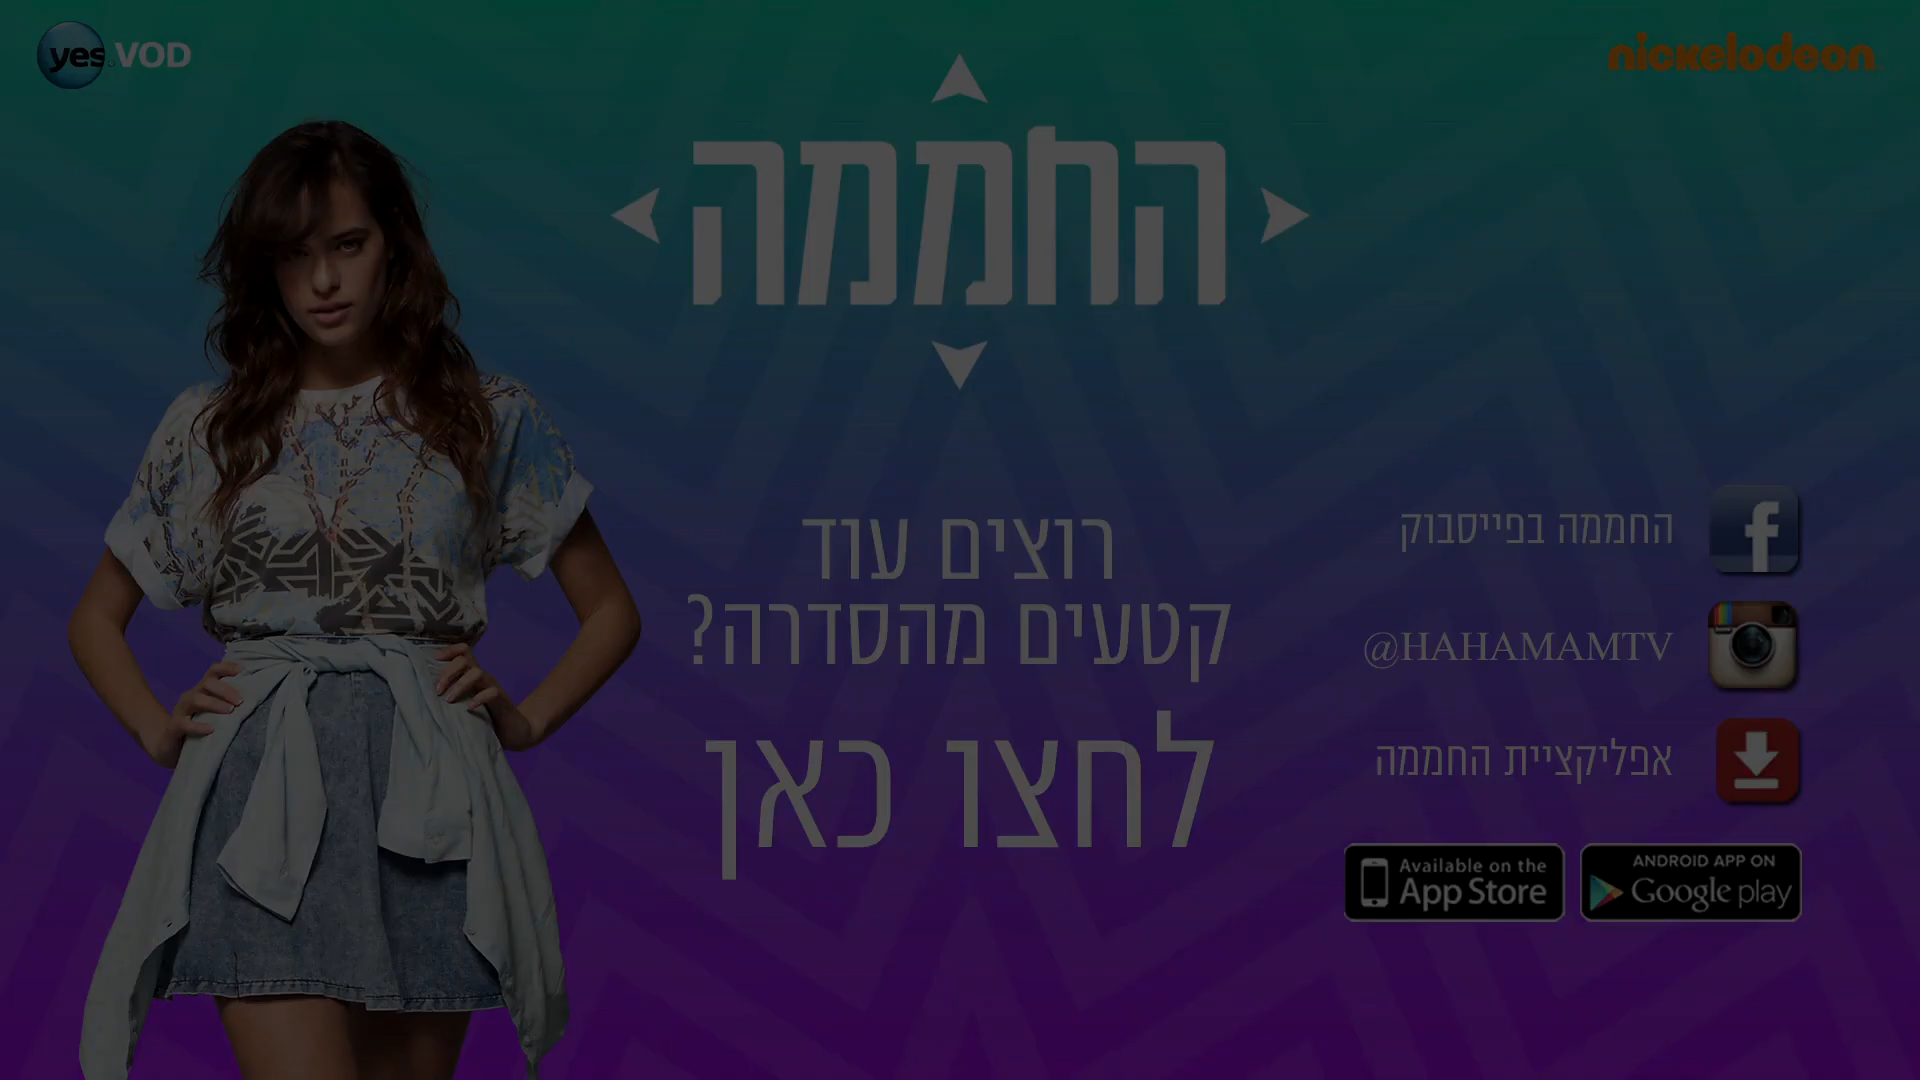 yes VOD
nickelodeon
החממה
רוצים עוד
קטעים מהסדרה?
לחצו כאן
החממה בפייסבוק
@HAHAMAMTV
אפליקציית החממה
Available on the
App Store
ANDROID APP ON
Google play